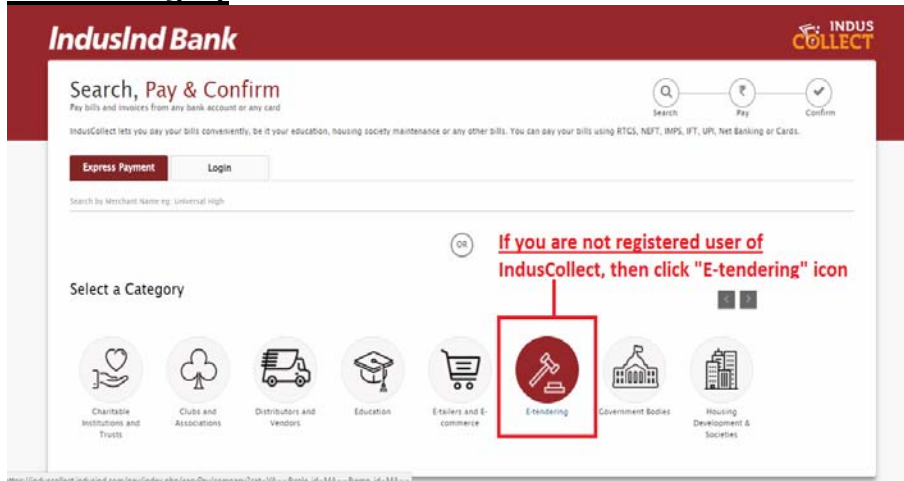 IndusInd Bank
INDUS
COLLECT
Search, Pay & Confirm
Pay bills and invoices from any bank account or any card
Search
Pay
Confirm
IndusCollect lets you pay your bills conveniently, be it your education, housing society maintenance or any other bills. You can pay your bills using RTGS, NEFT, IMPS, IFT, UPI, Net Banking or Cards.
Express Payment
Login
Search by Merchant Name eg: Universal High
OR
If you are not registered user of
IndusCollect, then click "E-tendering" icon
Select a Category
Charitable
Institutions and
Trusts
Clubs and
Associations
Distributors and
Vendors
Education
E-tailers and E-
commerce
E-tendering
Government Bodies
Housing
Development &
Societies